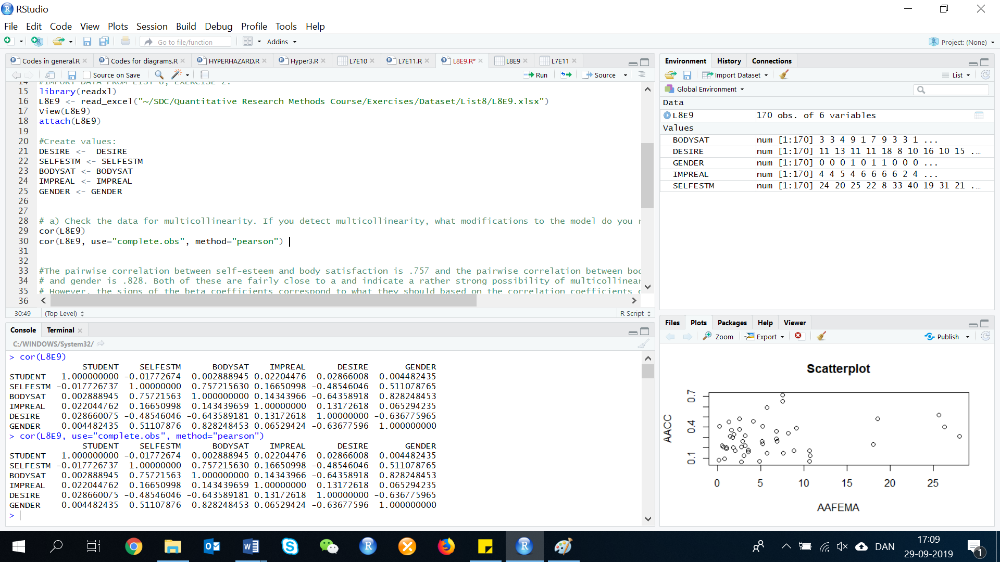 RStudio
File Edit Code View Plots Session Build Debug Profile Tools Help
Go to file/function Addins Project: (None)
Codes in general.R Codes for diagrams.R HYPERHAZARD.R Hyper3.R L7E10 L7E11.R L8E9.R* L8E9 L7E11
Source on Save Run Source
14 #IMPORT DATA FROM LIST 8, EXERCISE 2.
15 library(readxl)
16 L8E9 <- read_excel("~/SDC/Quantitative Research Methods Course/Exercises/Dataset/List8/L8E9.xlsx")
17 View(L8E9)
18 attach(L8E9)
19
20 #Create values:
21 DESIRE <-  DESIRE
22 SELFESTM <- SELFESTM
23 BODYSAT <- BODYSAT
24 IMPREAL <- IMPREAL
25 GENDER <- GENDER
26
27
28 # a) Check the data for multicollinearity. If you detect multicollinearity, what modifications to the model do you
29 cor(L8E9)
30 cor(L8E9, use="complete.obs", method="pearson")
31
32
33 #The pairwise correlation between self-esteem and body satisfaction is .757 and the pairwise correlation between bod
34 # and gender is .828. Both of these are fairly close to a and indicate a rather strong possibility of multicollinear
35 # However, the signs of the beta coefficients correspond to what they should based on the correlation coefficients
36
30:49 (Top Level) R Script
Console Terminal
C:/WINDOWS/System32/
> cor(L8E9)
STUDENT SELFESTM BODYSAT IMPREAL DESIRE GENDER
STUDENT 1.000000000 -0.01772674 0.002888945 0.02204476 0.02866008 0.004482435
SELFESTM -0.017726737 1.00000000 0.757215630 0.16650998 -0.48546046 0.511078765
BODYSAT 0.002888945 0.75721563 1.000000000 0.14343966 -0.64358918 0.828248453
IMPREAL 0.022044762 0.16650998 0.143439659 1.00000000 0.13172618 0.065294235
DESIRE 0.028660075 -0.48546046 -0.643589181 0.13172618 1.00000000 -0.636775965
GENDER 0.004482435 0.51107876 0.828248453 0.06529424 -0.63677596 1.000000000
> cor(L8E9, use="complete.obs", method="pearson")
STUDENT SELFESTM BODYSAT IMPREAL DESIRE GENDER
STUDENT 1.000000000 -0.01772674 0.002888945 0.02204476 0.02866008 0.004482435
SELFESTM -0.017726737 1.00000000 0.757215630 0.16650998 -0.48546046 0.511078765
BODYSAT 0.002888945 0.75721563 1.000000000 0.14343966 -0.64358918 0.828248453
IMPREAL 0.022044762 0.16650998 0.143439659 1.00000000 0.13172618 0.065294235
DESIRE 0.028660075 -0.48546046 -0.643589181 0.13172618 1.00000000 -0.636775965
GENDER 0.004482435 0.51107876 0.828248453 0.06529424 -0.63677596 1.000000000
>
Environment History Connections
Import Dataset List
Global Environment
Data
L8E9 170 obs. of 6 variables
Values
BODYSAT num [1:170] 3 3 4 9 1 7 9 3 3 1 ...
DESIRE num [1:170] 11 13 11 11 18 8 10 16 10 15 ...
GENDER num [1:170] 0 0 0 1 0 1 1 0 0 0 ...
IMPREAL num [1:170] 4 4 5 4 6 6 6 6 2 4 ...
SELFESTM num [1:170] 24 20 25 22 8 33 40 19 31 21 ...
Files Plots Packages Help Viewer
Zoom Export Publish
Scatterplot
AACC
0.7
0.4
0.1
0 5 10 15 20 25
AAFEMA
DAN
17:09
29-09-2019
1